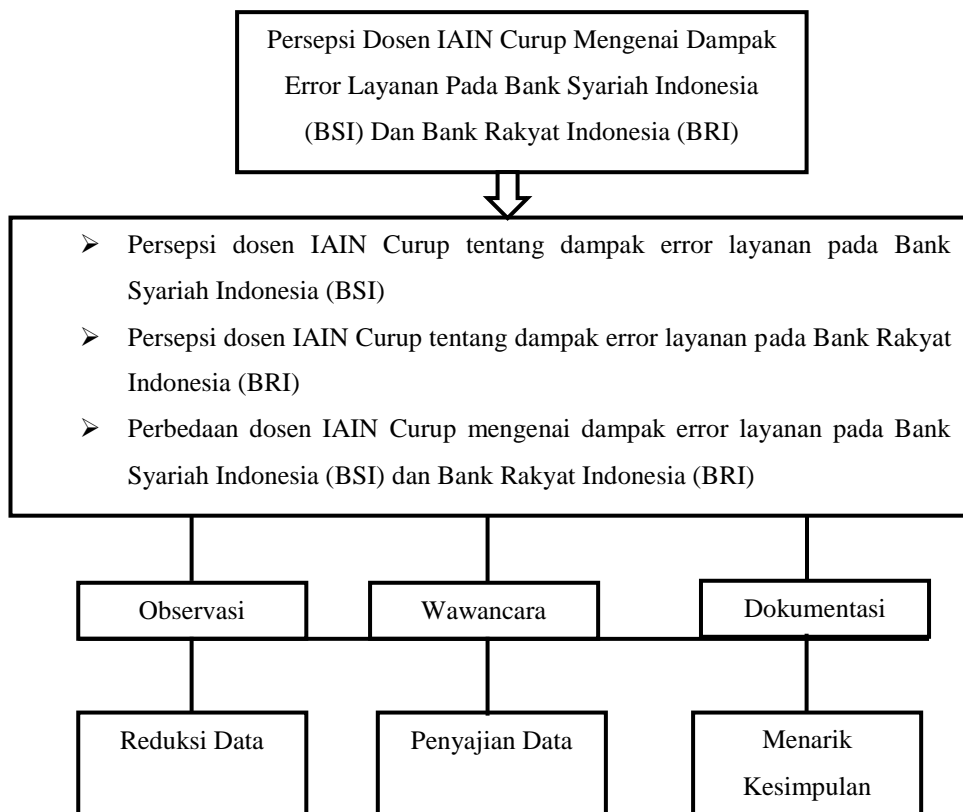 Persepsi Dosen IAIN Curup Mengenai Dampak
Error Layanan Pada Bank Syariah Indonesia
(BSI) Dan Bank Rakyat Indonesia (BRI)
➢ Persepsi dosen IAIN Curup tentang dampak error layanan pada Bank
Syariah Indonesia (BSI)
➢ Persepsi dosen IAIN Curup tentang dampak error layanan pada Bank Rakyat
Indonesia (BRI)
➢ Perbedaan dosen IAIN Curup mengenai dampak error layanan pada Bank
Syariah Indonesia (BSI) dan Bank Rakyat Indonesia (BRI)
Observasi
Wawancara
Dokumentasi
Reduksi Data
Penyajian Data
Menarik
Kesimpulan